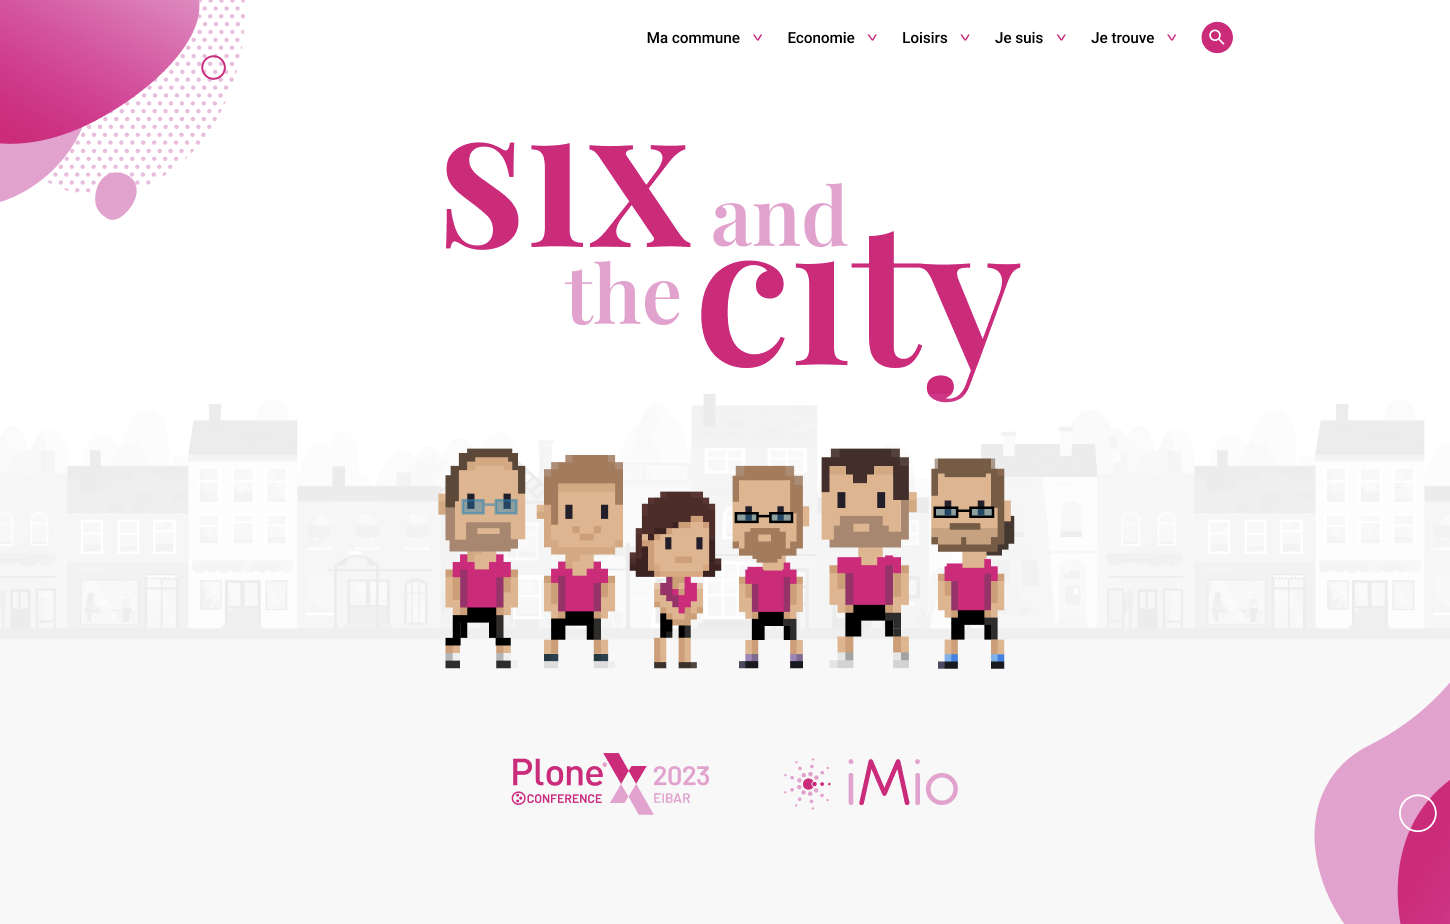 Ma commune Economie Loisirs Je suis Je trouve
six and
the city
Plone® 2023
CONFERENCE EIBAR
iMio